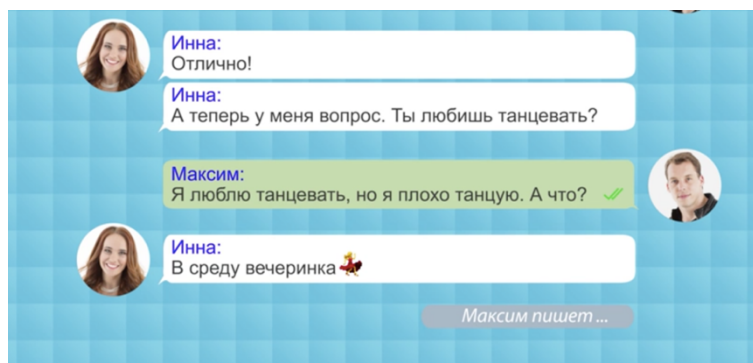 Инна:
Отлично!
Инна:
А теперь у меня вопрос. Ты любишь танцевать?
Максим:
Я люблю танцевать, но я плохо танцую. А что?
Инна:
В среду вечеринка
Максим пишет ...